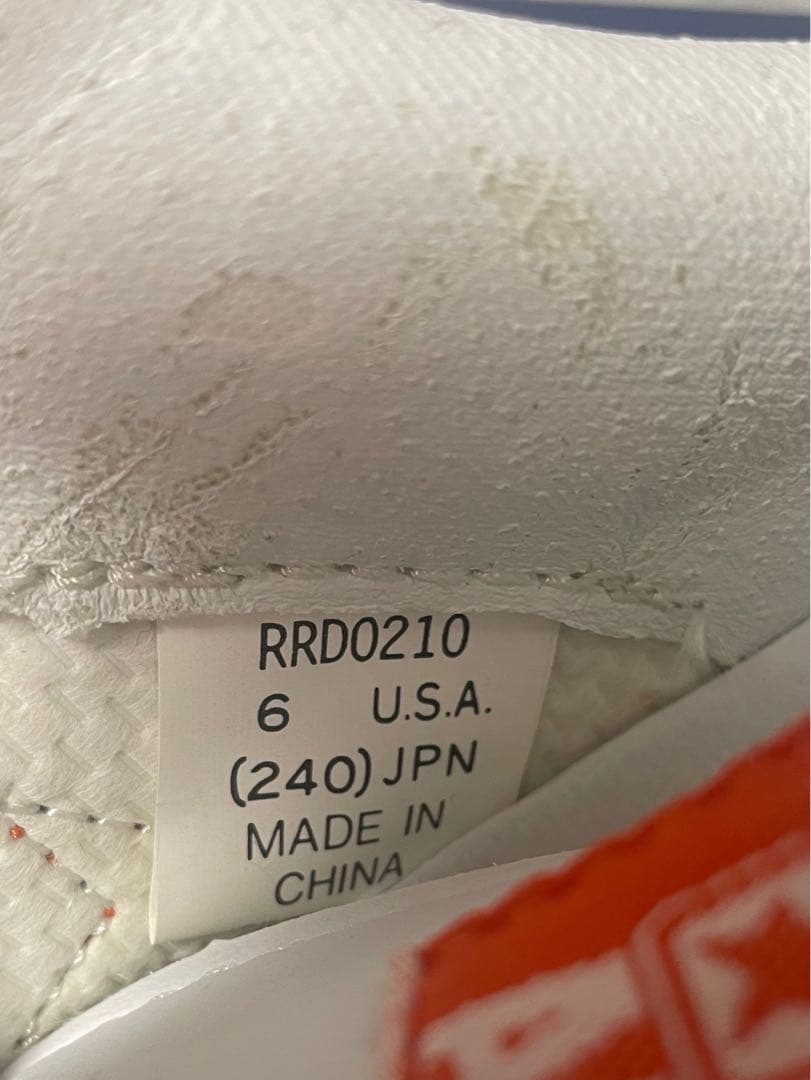 RRD0210
6 U.S.A.
(240) JPN
MADE IN
CHINA